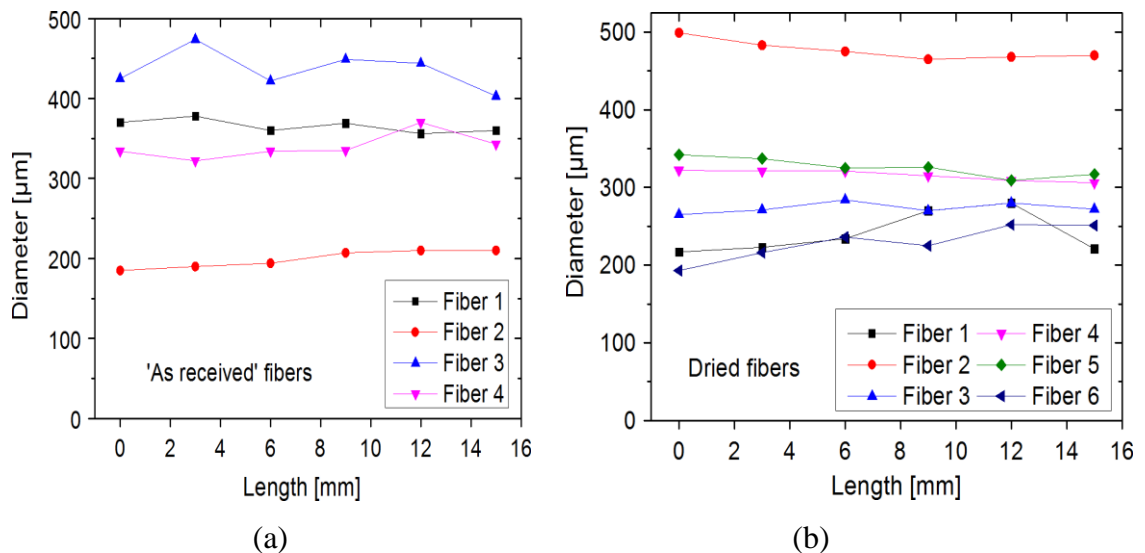 500
400
300
200
100
0
Diameter [µm]
Fiber 1
Fiber 2
Fiber 3
Fiber 4
'As received' fibers
0 2 4 6 8 10 12 14 16
Length [mm]
(a)
500
400
300
200
100
0
Diameter [µm]
Fiber 1 Fiber 4
Fiber 2 Fiber 5
Fiber 3 Fiber 6
Dried fibers
0 2 4 6 8 10 12 14 16
Length [mm]
(b)